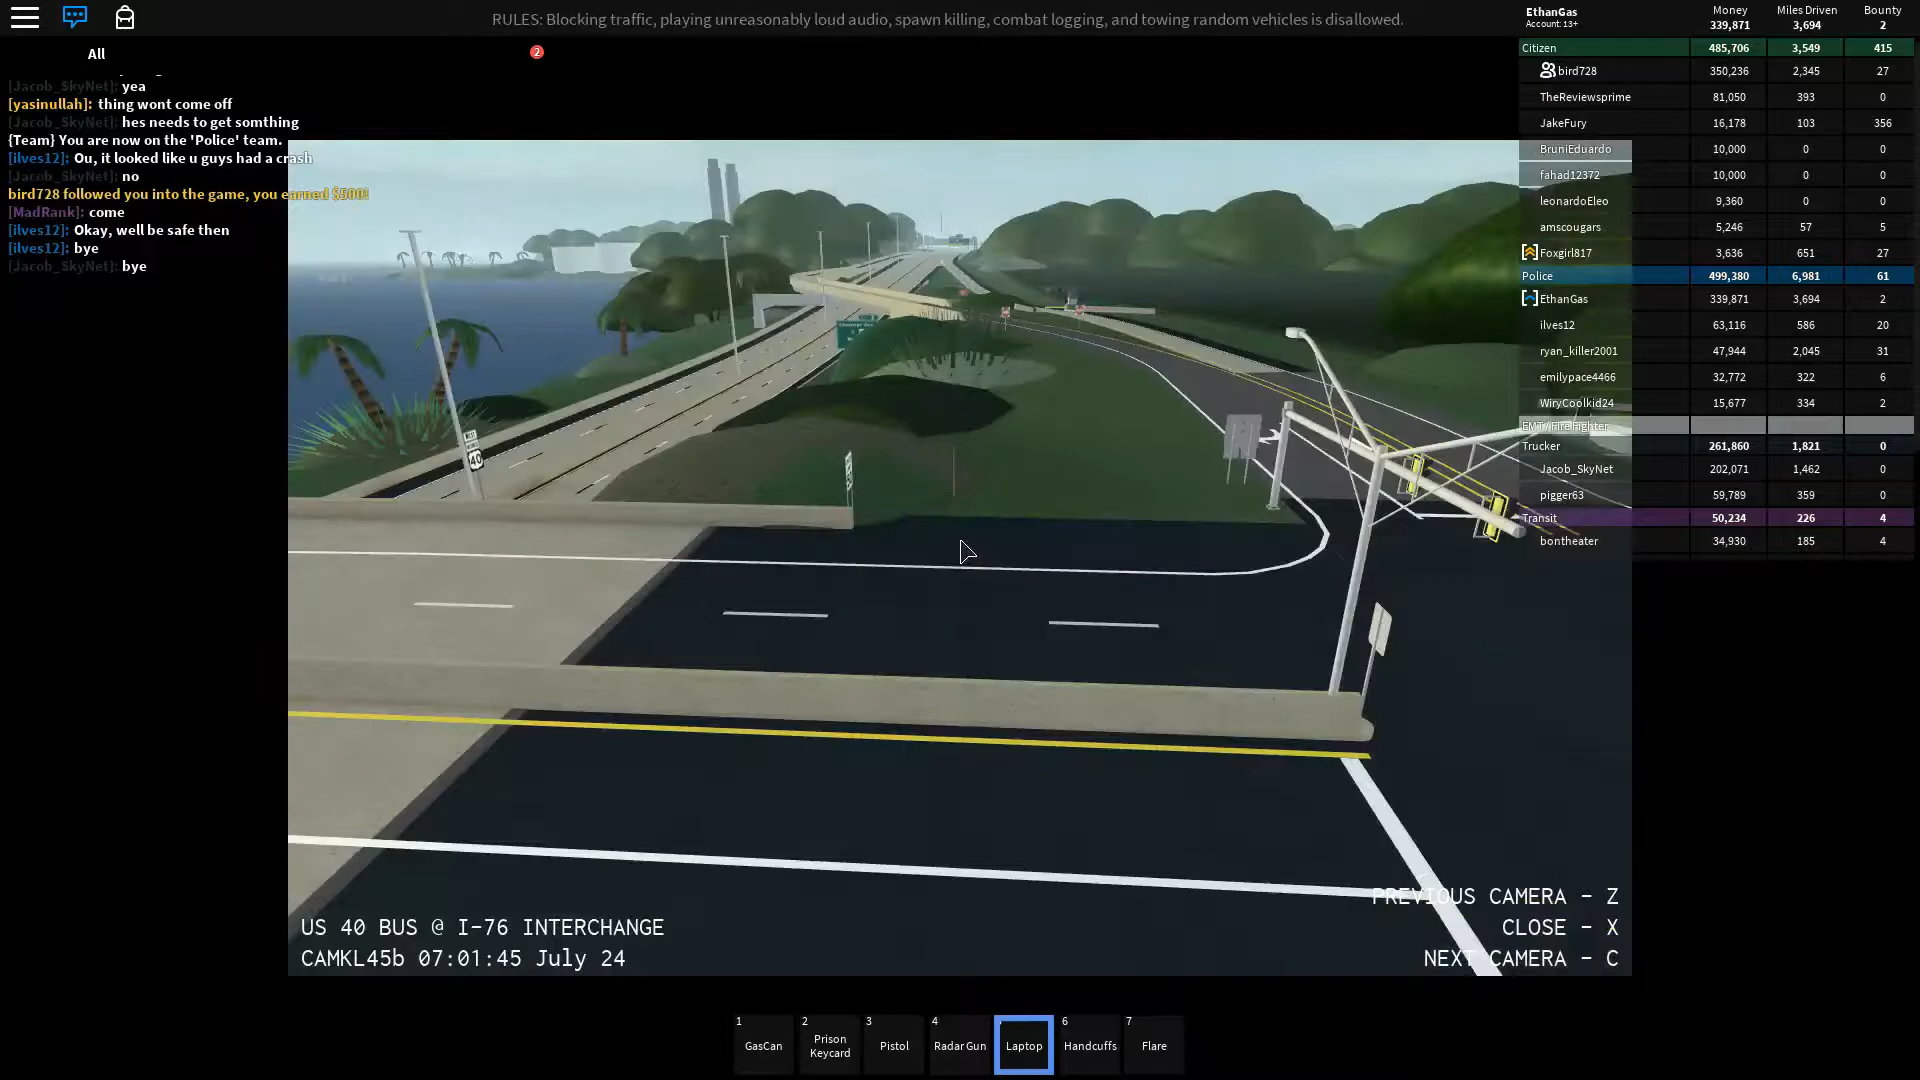 RULES: Blocking traffic, playing unreasonably loud audio, spawn killing, combat logging, and towing random vehicles is disallowed.
EthanGas
Account: 13+
Money 339,871
Miles Driven 3,694
Bounty 2
All
2
[Jacob_SkyNet]: yea
[yasinullah]: thing wont come off
[Jacob_SkyNet]: hes needs to get somthing
{Team} You are now on the 'Police' team.
[ilves12]: Ou, it looked like u guys had a crash
[Jacob_SkyNet]: no
bird728 followed you into the game, you earned $500!
[MadRank]: come
[ilves12]: Okay, well be safe then
[ilves12]: bye
[Jacob_SkyNet]: bye
Citizen 485,706 3,549 415
bird728 350,236 2,345 27
TheReviewsprime 81,050 393 0
JakeFury 16,178 103 356
BruniEduardo 10,000 0 0
fahad12372 10,000 0 0
leonardoEleo 9,360 0 0
amscougars 5,246 57 5
Foxgirl817 3,636 651 27
Police 499,380 6,981 61
EthanGas 339,871 3,694 2
ilves12 63,116 586 20
ryan_killer2001 47,944 2,045 31
emilypace4466 32,772 322 6
WiryCoolkid24 15,677 334 2
EMT/Firefighter
Trucker 261,860 1,821 0
Jacob_SkyNet 202,071 1,462 0
pigger63 59,789 359 0
Transit 50,234 226 4
bontheater 34,930 185 4
40
US 40 BUS @ I-76 INTERCHANGE
CAMKL45b 07:01:45 July 24
PREVIOUS CAMERA - Z
CLOSE - X
NEXT CAMERA - C
1 GasCan
2 Prison Keycard
3 Pistol
4 Radar Gun
Laptop
6 Handcuffs
7 Flare